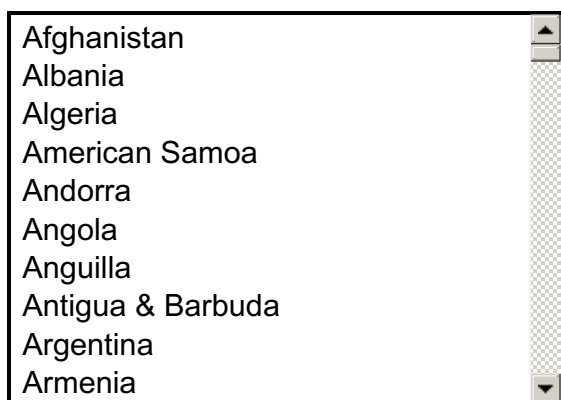 Afghanistan
Albania
Algeria
American Samoa
Andorra
Angola
Anguilla
Antigua & Barbuda
Argentina
Armenia